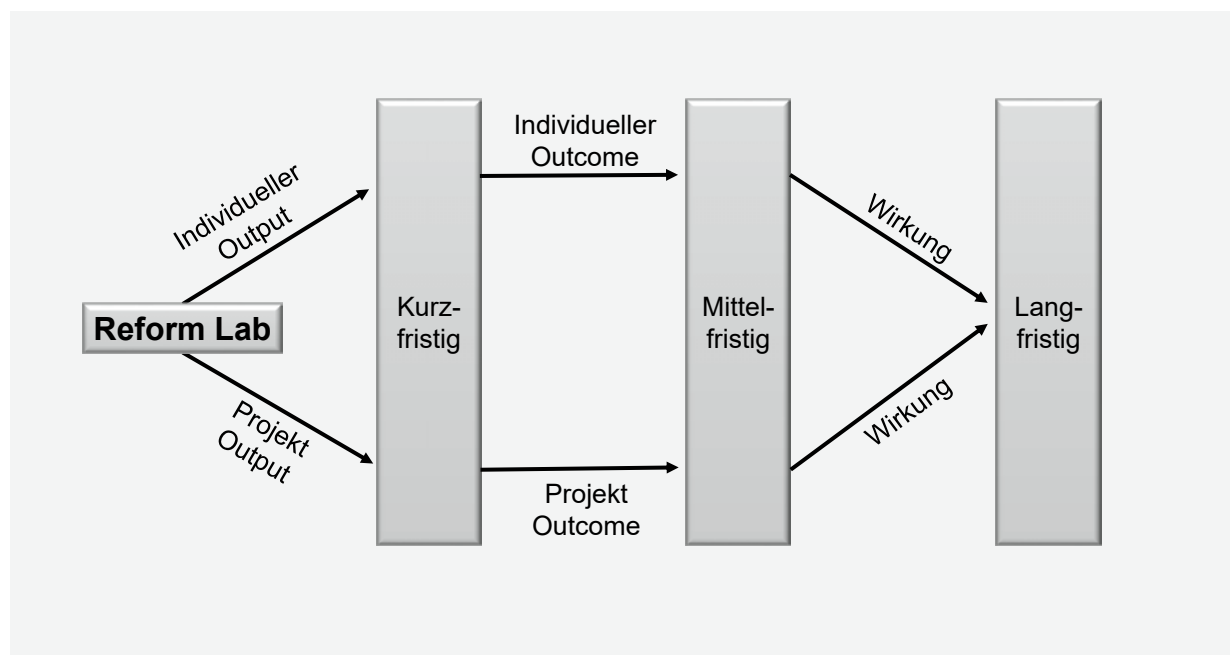 Individueller
Output
Reform Lab
Projekt
Output
Kurz-
fristig
Individueller
Outcome
Projekt
Outcome
Mittel-
fristig
Wirkung
Wirkung
Lang-
fristig